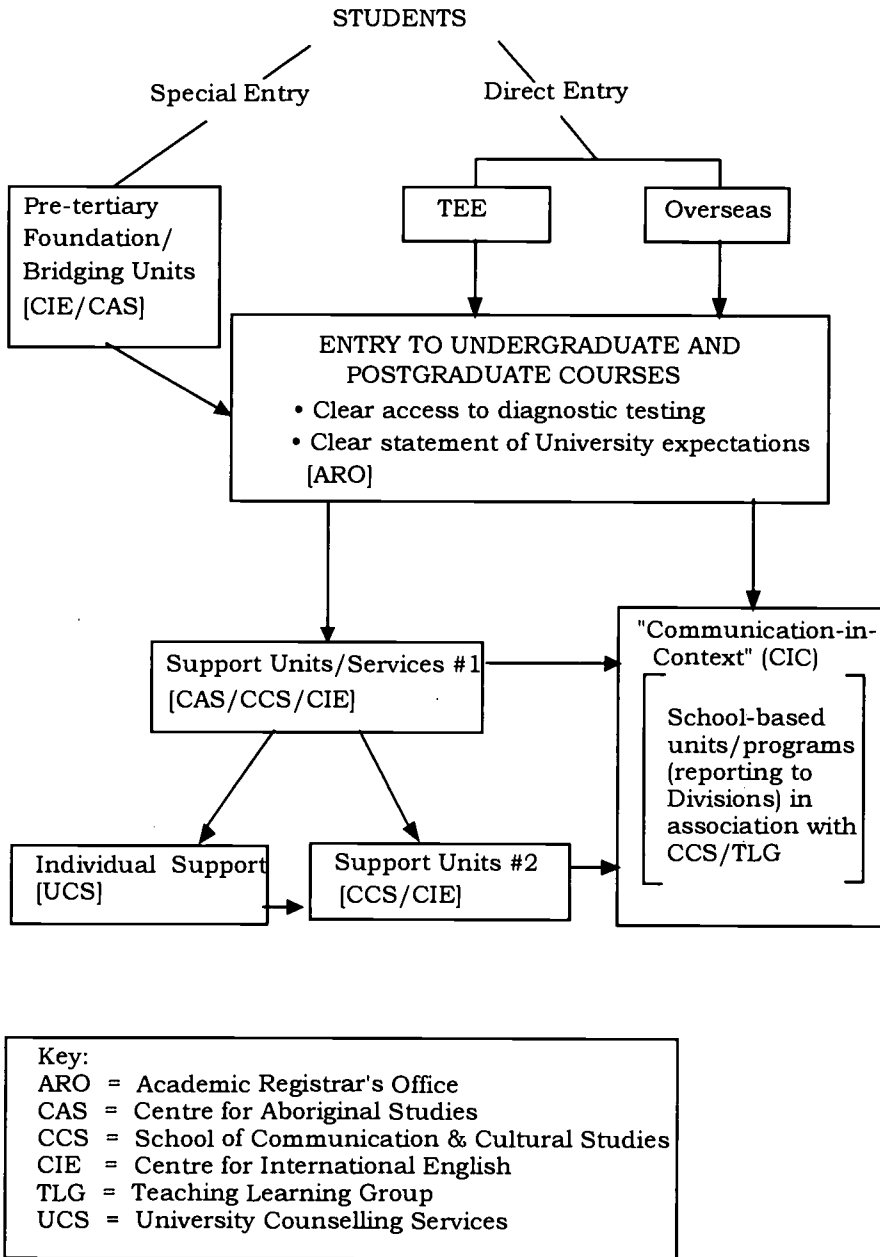 STUDENTS
Special Entry
Direct Entry
Pre-tertiary
Foundation/
Bridging Units
[CIE/CAS]
TEE
Overseas
ENTRY TO UNDERGRADUATE AND
POSTGRADUATE COURSES
• Clear access to diagnostic testing
• Clear statement of University expectations
[ARO]
Support Units/Services #1
[CAS/CCS/CIE]
"Communication-in-
Context" (CIC)
School-based
units/programs
(reporting to
Divisions) in
association with
CCS/TLG
Individual Support
[UCS]
Support Units #2
[CCS/CIE]
Key:
ARO = Academic Registrar's Office
CAS = Centre for Aboriginal Studies
CCS = School of Communication & Cultural Studies
CIE = Centre for International English
TLG = Teaching Learning Group
UCS = University Counselling Services